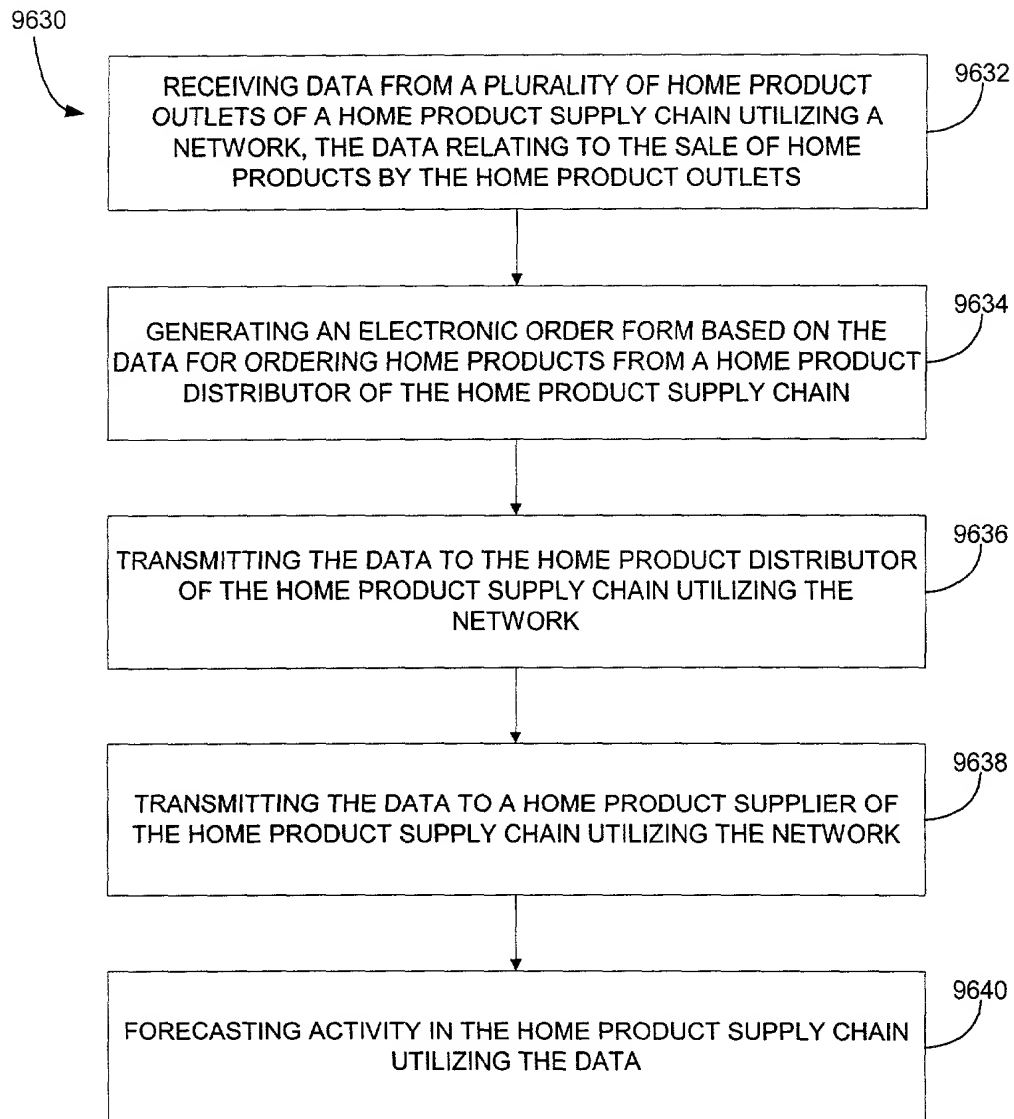 9630
RECEIVING DATA FROM A PLURALITY OF HOME PRODUCT
OUTLETS OF A HOME PRODUCT SUPPLY CHAIN UTILIZING A
NETWORK, THE DATA RELATING TO THE SALE OF HOME
PRODUCTS BY THE HOME PRODUCT OUTLETS
9632
GENERATING AN ELECTRONIC ORDER FORM BASED ON THE
DATA FOR ORDERING HOME PRODUCTS FROM A HOME PRODUCT
DISTRIBUTOR OF THE HOME PRODUCT SUPPLY CHAIN
9634
TRANSMITTING THE DATA TO THE HOME PRODUCT DISTRIBUTOR
OF THE HOME PRODUCT SUPPLY CHAIN UTILIZING THE
NETWORK
9636
TRANSMITTING THE DATA TO A HOME PRODUCT SUPPLIER OF
THE HOME PRODUCT SUPPLY CHAIN UTILIZING THE NETWORK
9638
FORECASTING ACTIVITY IN THE HOME PRODUCT SUPPLY CHAIN
UTILIZING THE DATA
9640